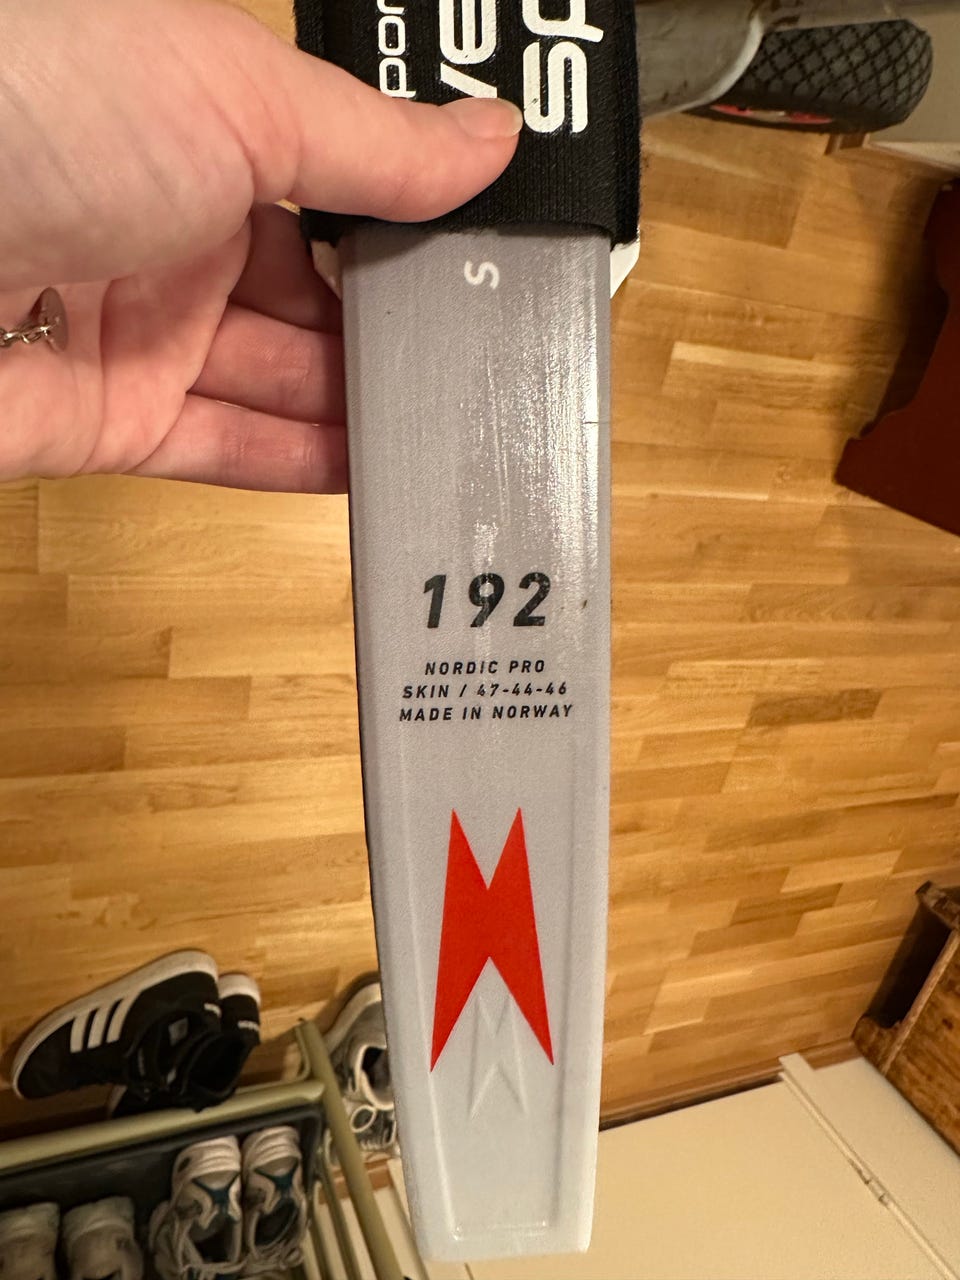 S
192
NORDIC PRO
SKIN / 47-44-46
MADE IN NORWAY